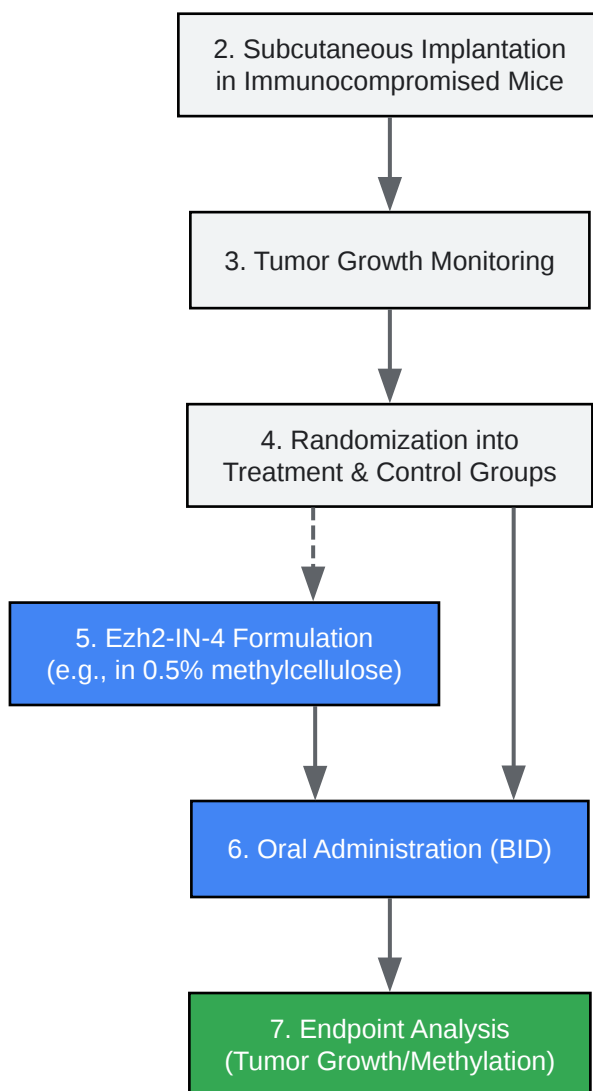 2. Subcutaneous Implantation
in Immunocompromised Mice
3. Tumor Growth Monitoring
4. Randomization into
Treatment & Control Groups
5. Ezh2-IN-4 Formulation
(e.g., in 0.5% methylcellulose)
6. Oral Administration (BID)
7. Endpoint Analysis
(Tumor Growth/Methylation)